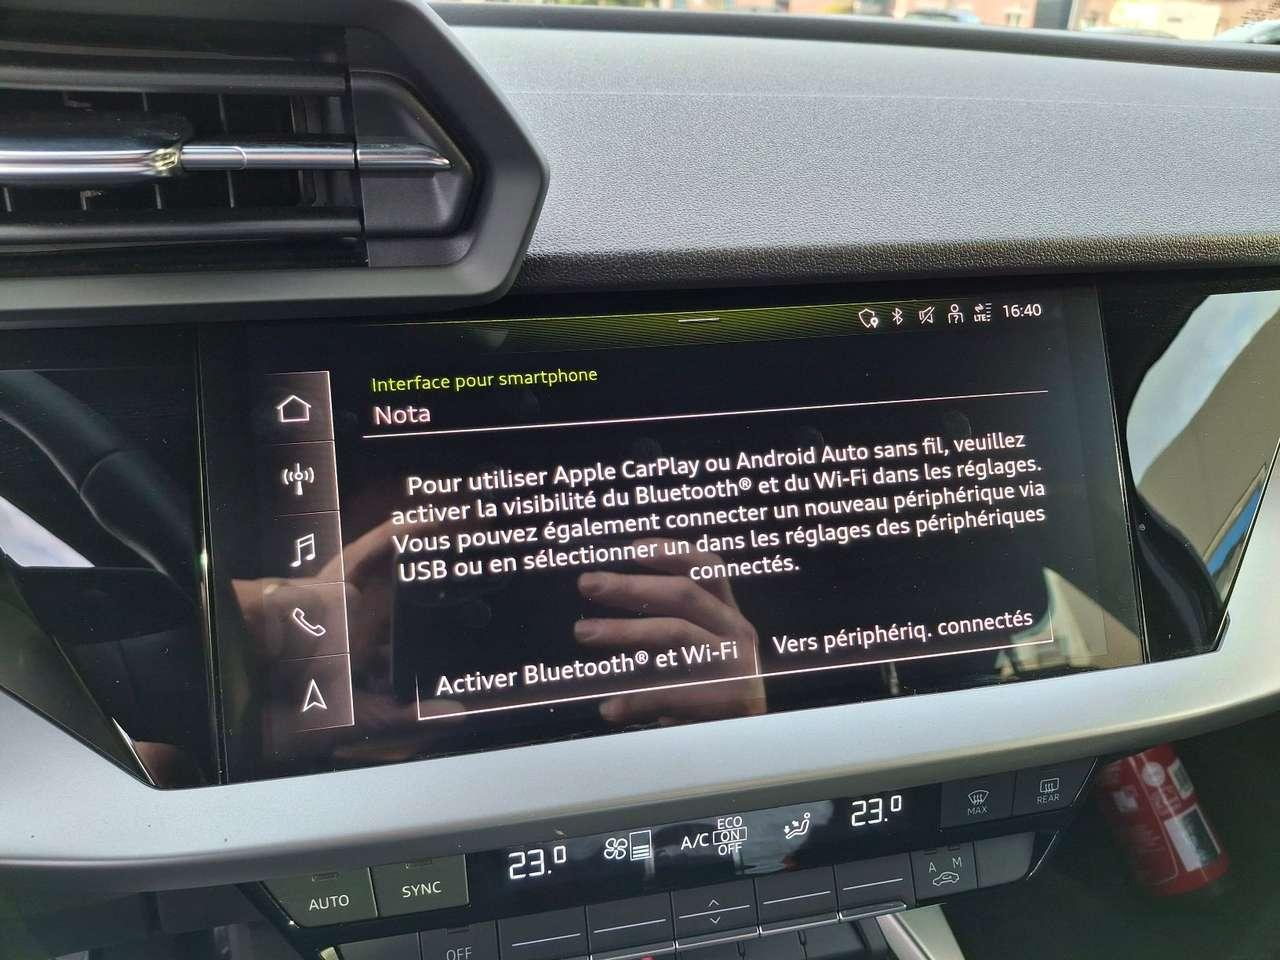 LTE
16:40
Interface pour smartphone
Nota
Pour utiliser Apple CarPlay ou Android Auto sans fil, veuillez
activer la visibilité du Bluetooth® et du Wi-Fi dans les réglages.
Vous pouvez également connecter un nouveau périphérique via
USB ou en sélectionner un dans les réglages des périphériques
connectés.
Activer Bluetooth® et Wi-Fi
Vers périphériq. connectés
23.0
A/C
ECO
ON
OFF
23.0
MAX
REAR
AUTO
SYNC
A M
OFF